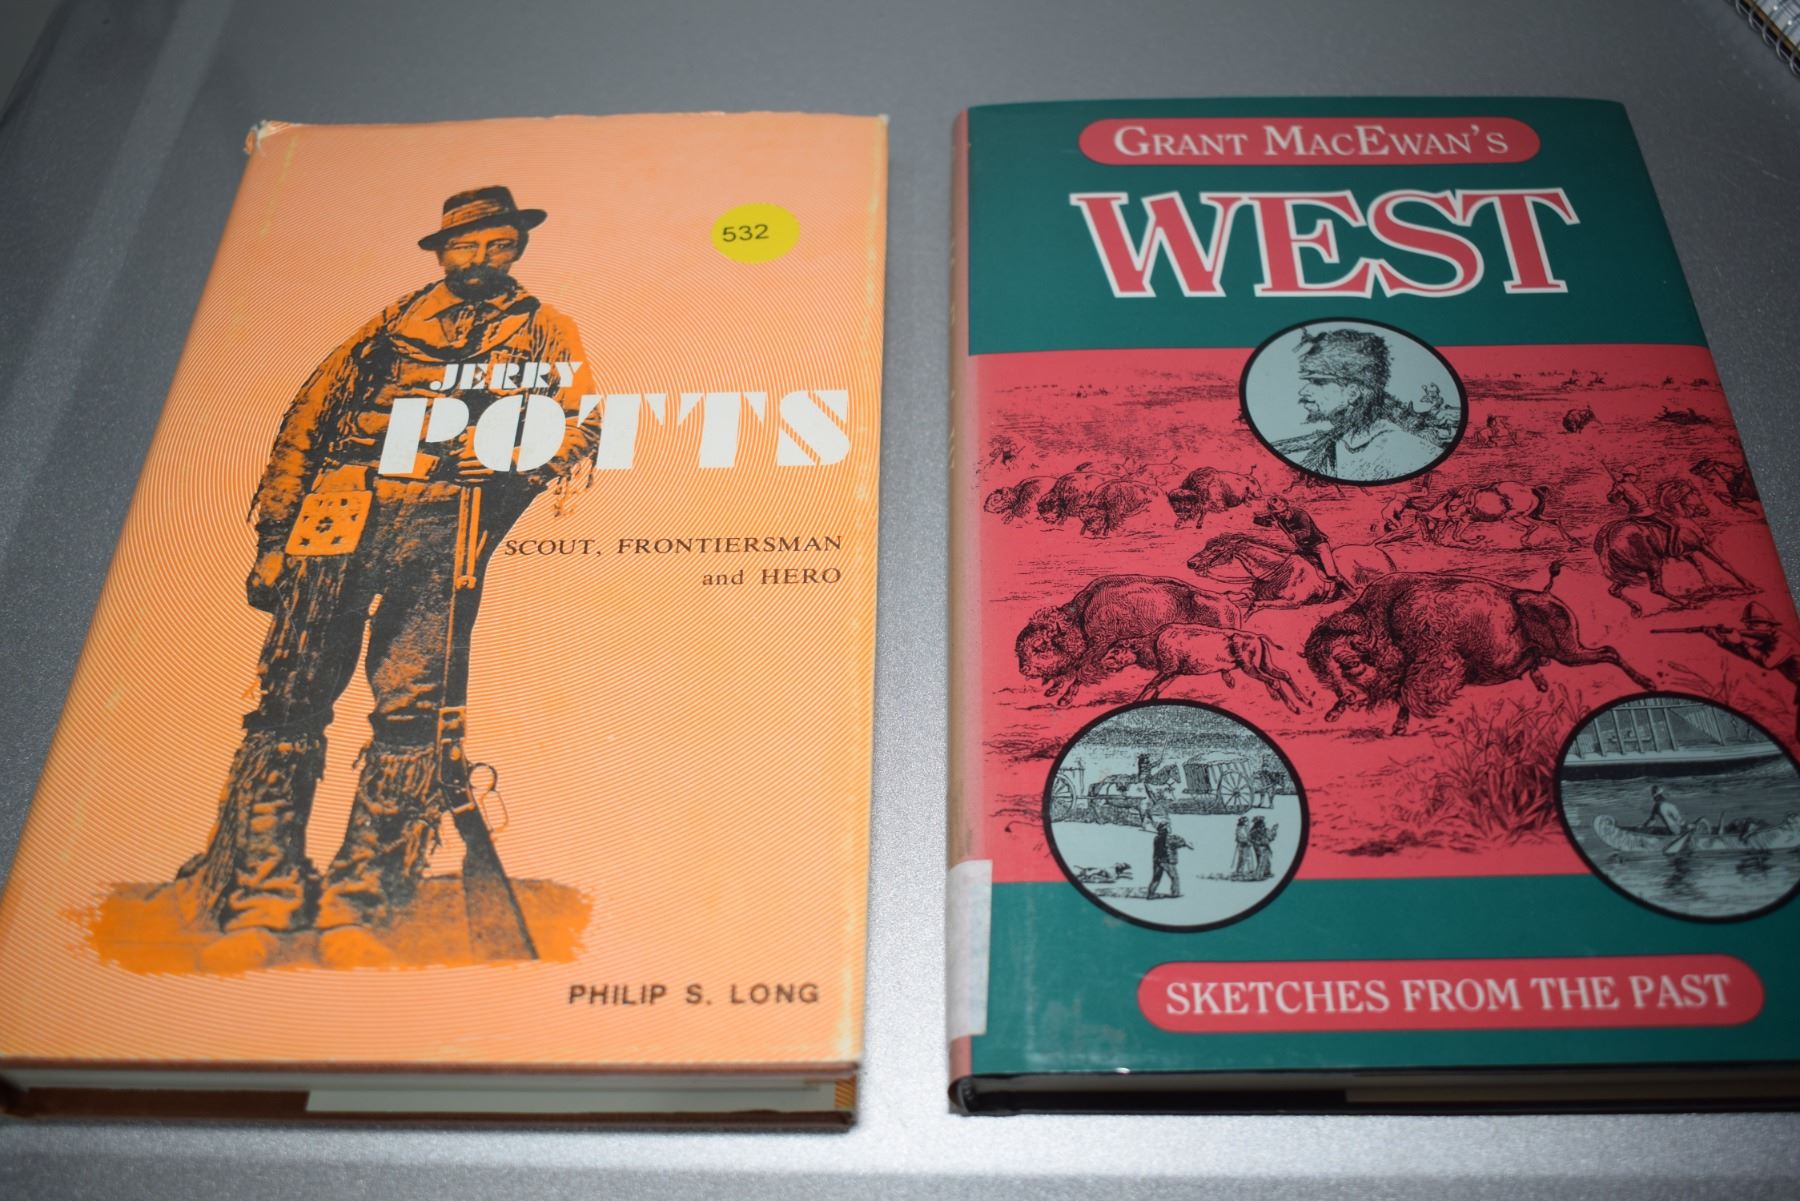 532
JERRY
POTTS
SCOUT, FRONTIERSMAN
and HERO
PHILIP S. LONG
GRANT MACEWAN'S
WEST
SKETCHES FROM THE PAST